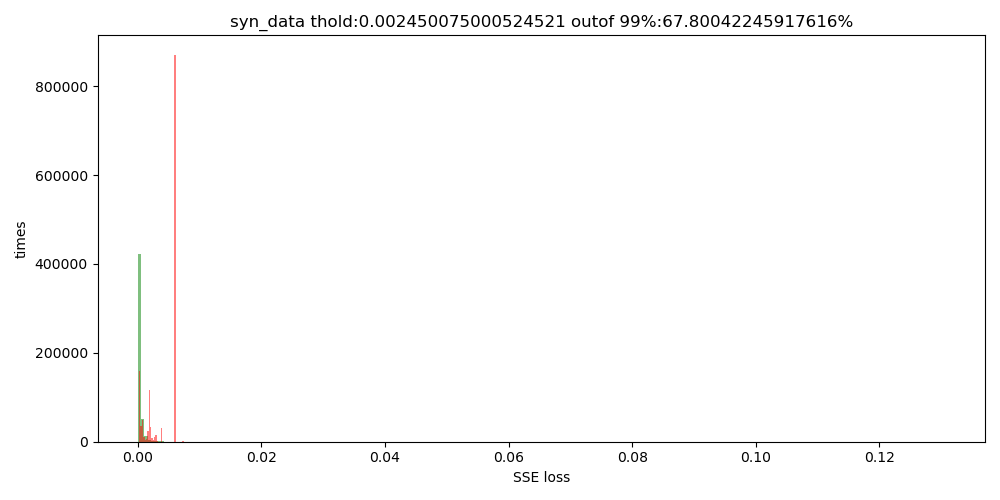 syn_data thold:0.002450075000524521 outof 99%:67.80042245917616%
800000
600000
400000
200000
0
times
0.00 0.02 0.04 0.06 0.08 0.10 0.12
SSE loss